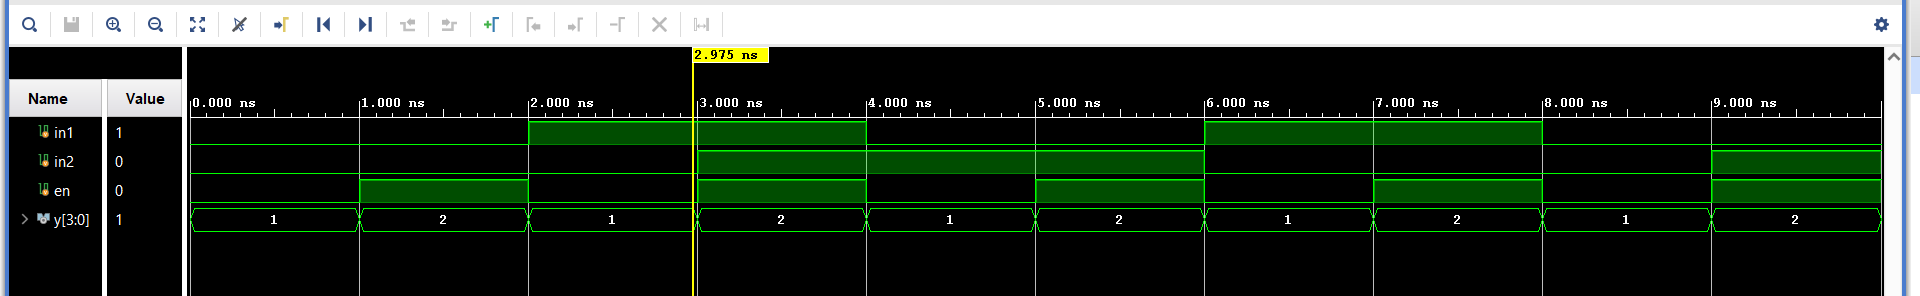 2.975 ns
Name Value
0.000 ns 1.000 ns 2.000 ns 3.000 ns 4.000 ns 5.000 ns 6.000 ns 7.000 ns 8.000 ns 9.000 ns
in1 1
in2 0
en 0
y[3:0] 1 1 2 1 2 1 2 1 2 1 2